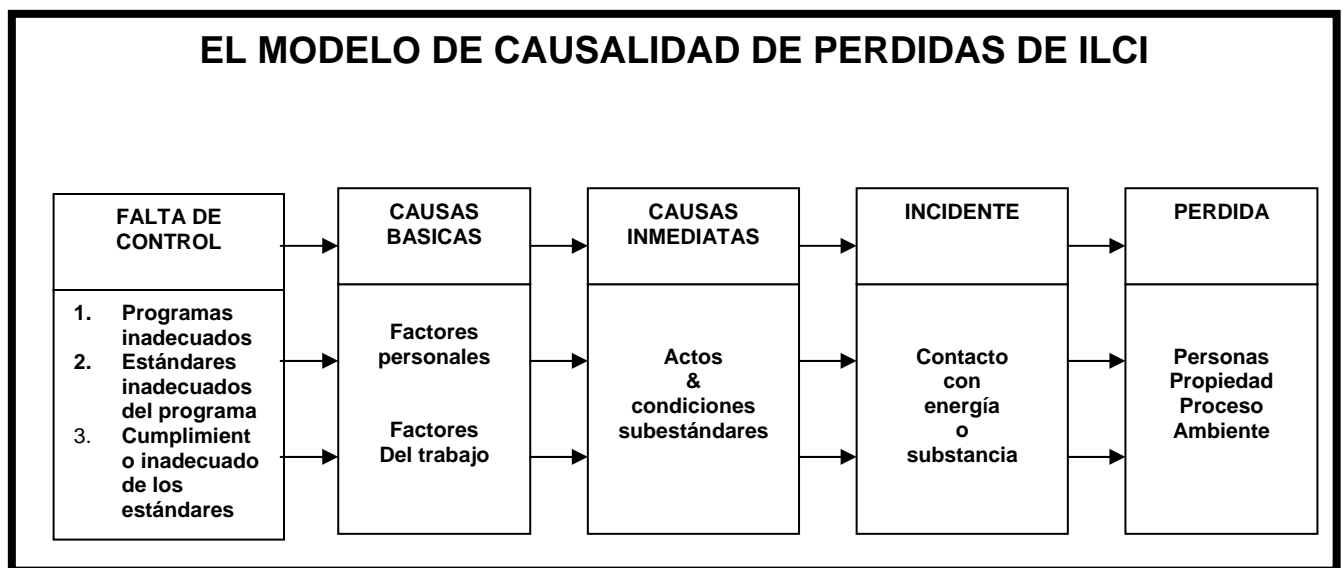 EL MODELO DE CAUSALIDAD DE PERDIDAS DE ILCI
FALTA DE
CONTROL
1. Programas
inadecuados
2. Estándares
inadecuados
del programa
3. Cumplimient
o inadecuado
de los
estándares
CAUSAS
BASICAS
Factores
personales
Factores
Del trabajo
CAUSAS
INMEDIATAS
Actos
&
condiciones
subestándares
INCIDENTE
Contacto
con
energía
o
substancia
PERDIDA
Personas
Propiedad
Proceso
Ambiente